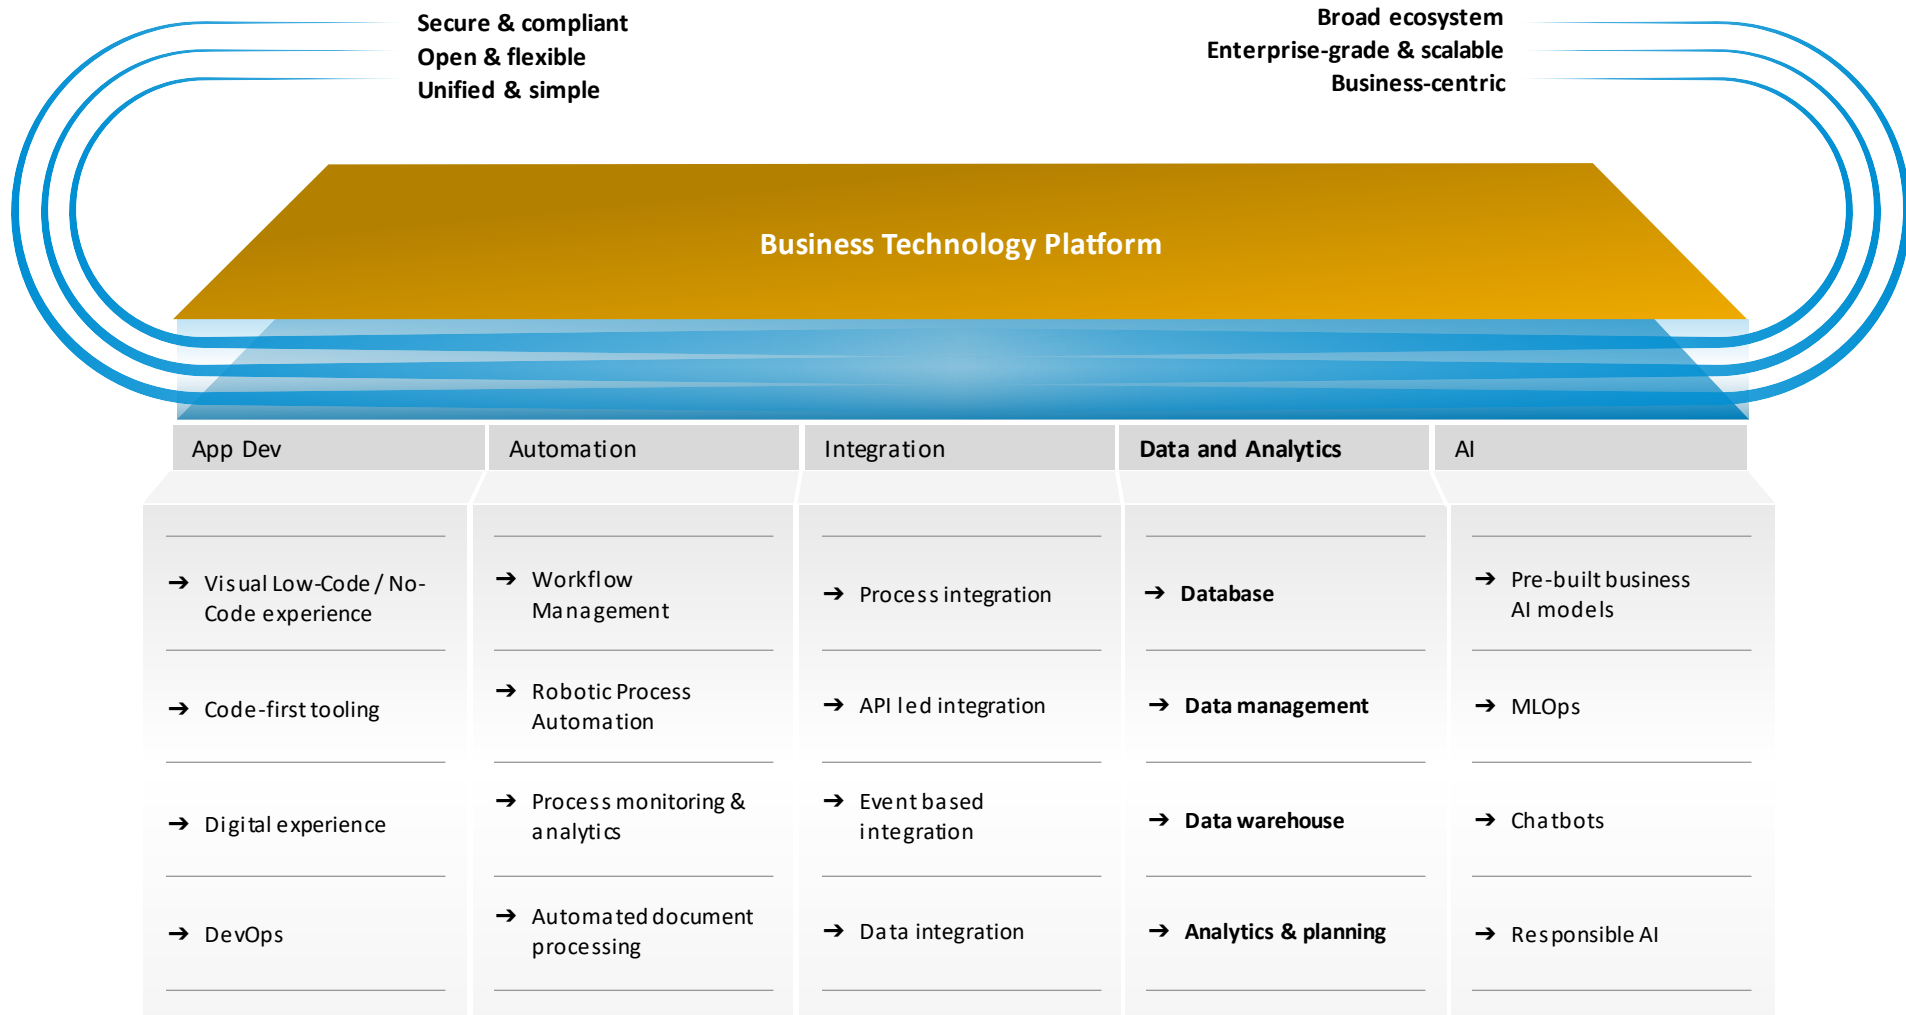 Secure & compliant
Open & flexible
Unified & simple
Broad ecosystem
Enterprise-grade & scalable
Business-centric
Business Technology Platform
App Dev
Automation
Integration
Data and Analytics
AI
➔ Visual Low-Code / No-
Code experience
➔ Code-first tooling
➔ Digital experience
➔ DevOps
➔ Workflow
Management
➔ Robotic Process
Automation
➔ Process monitoring &
analytics
➔ Automated document
processing
➔ Process integration
➔ API led integration
➔ Event based
integration
➔ Data integration
➔ Database
➔ Data management
➔ Data warehouse
➔ Analytics & planning
➔ Pre-built business
AI models
➔ MLOps
➔ Chatbots
➔ Responsible AI